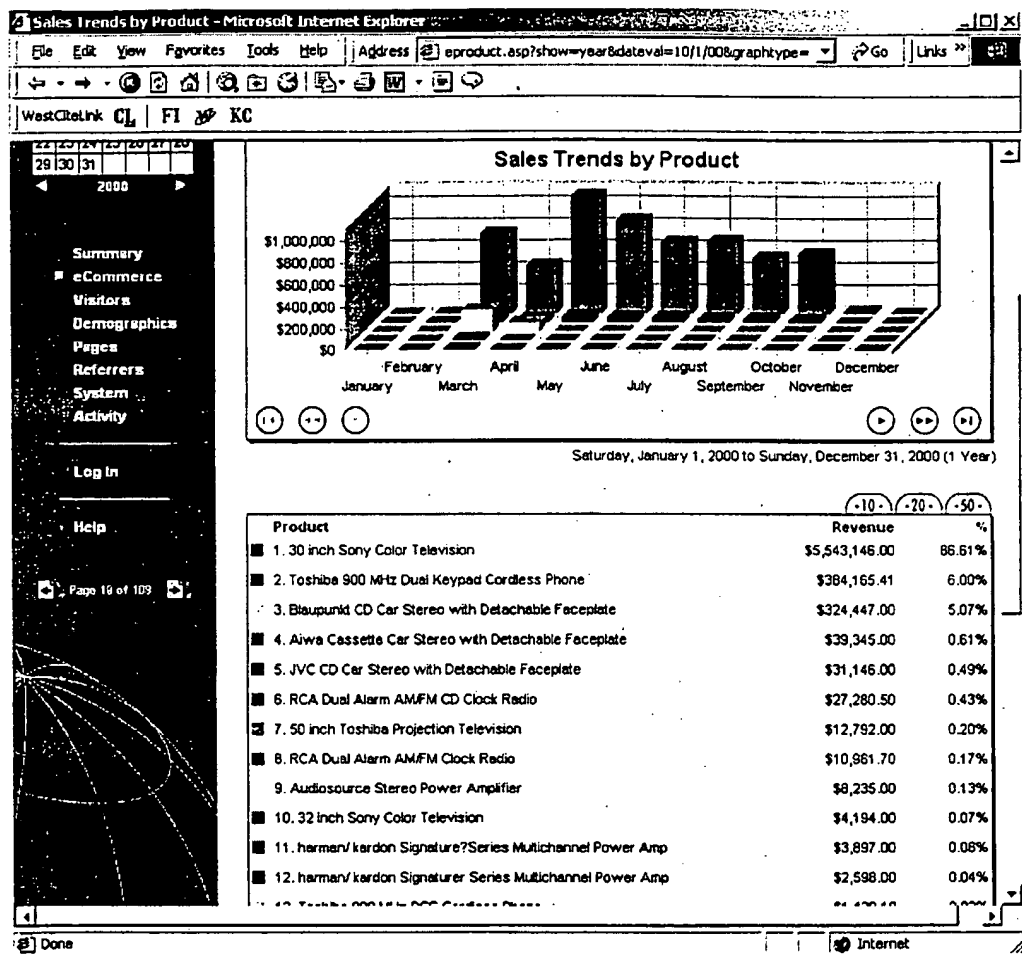 Sales Trends by Product - Microsoft Internet Explorer
File Edit View Favorites Tools Help Address eproduct.asp?show=year&dateval=10/1/00&graphtype= Go Links »
WestCiteLink CL FI KC
22 23 24 25 26 27 28
29 30 31
2000
Summary
eCommerce
Visitors
Demographics
Pages
Referrers
System
Activity
Log In
Help
Page 18 of 109
Sales Trends by Product
$1,000,000
$800,000
$600,000
$400,000
$200,000
$0
February April June August October December
January March May July September November
Saturday, January 1, 2000 to Sunday, December 31, 2000 (1 Year)
-10- -20- -50-
Product Revenue %
1. 30 inch Sony Color Television $5,543,146.00 86.61%
2. Toshiba 900 MHz Dual Keypad Cordless Phone $384,165.41 6.00%
3. Blaupunkt CD Car Stereo with Detachable Faceplate $324,447.00 5.07%
4. Aiwa Cassette Car Stereo with Detachable Faceplate $39,345.00 0.61%
5. JVC CD Car Stereo with Detachable Faceplate $31,146.00 0.49%
6. RCA Dual Alarm AM/FM CD Clock Radio $27,280.50 0.43%
7. 50 inch Toshiba Projection Television $12,792.00 0.20%
8. RCA Dual Alarm AM/FM Clock Radio $10,961.70 0.17%
9. Audiosource Stereo Power Amplifier $8,235.00 0.13%
10. 32 inch Sony Color Television $4,194.00 0.07%
11. harman/ kardon Signature?Series Multichannel Power Amp $3,897.00 0.06%
12. harman/ kardon Signaturer Series Multichannel Power Amp $2,598.00 0.04%
Done Internet